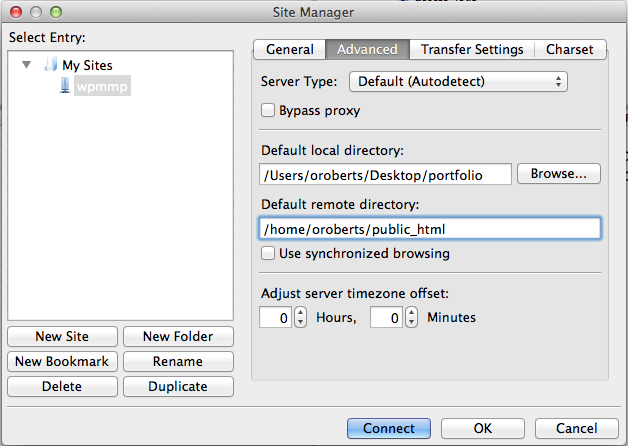 Site Manager
Select Entry:
My Sites
wpmmp
New Site
New Folder
New Bookmark
Rename
Delete
Duplicate
General
Advanced
Transfer Settings
Charset
Server Type:
Default (Autodetect)
Bypass proxy
Default local directory:
/Users/oroberts/Desktop/portfolio
Browse...
Default remote directory:
/home/oroberts/public_html
Use synchronized browsing
Adjust server timezone offset:
0 Hours, 0 Minutes
Connect
OK
Cancel